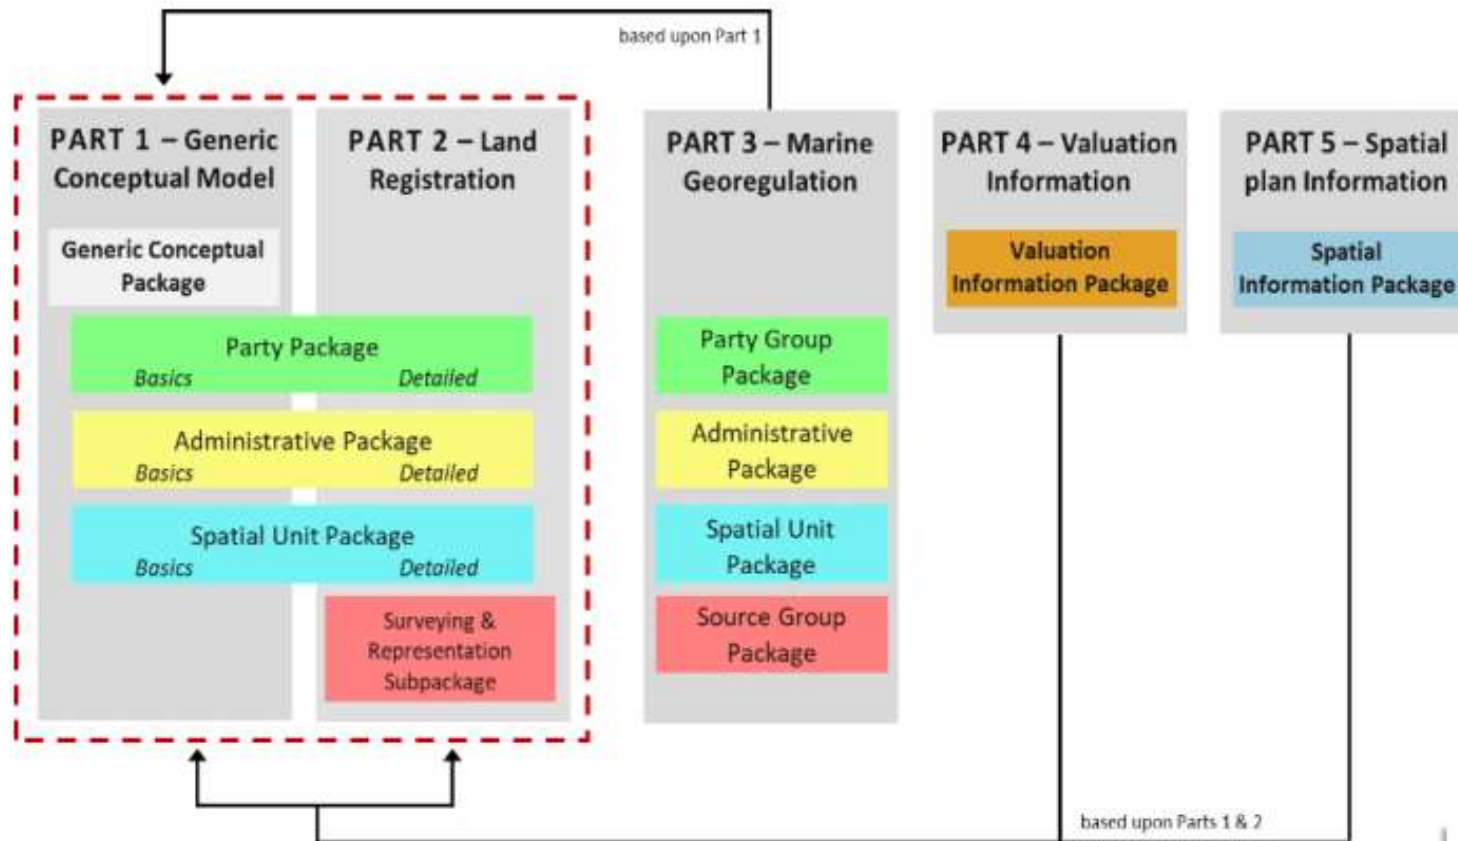 based upon Part 1
PART 1 – Generic
Conceptual Model
Generic Conceptual
Package
PART 2 – Land
Registration
Party Package
Basics
Detailed
Administrative Package
Basics
Detailed
Spatial Unit Package
Basics
Detailed
Surveying &
Representation
Subpackage
PART 3 – Marine
Georegulation
Party Group
Package
Administrative
Package
Spatial Unit
Package
Source Group
Package
PART 4 – Valuation
Information
Valuation
Information Package
PART 5 – Spatial
plan Information
Spatial
Information Package
based upon Parts 1 & 2